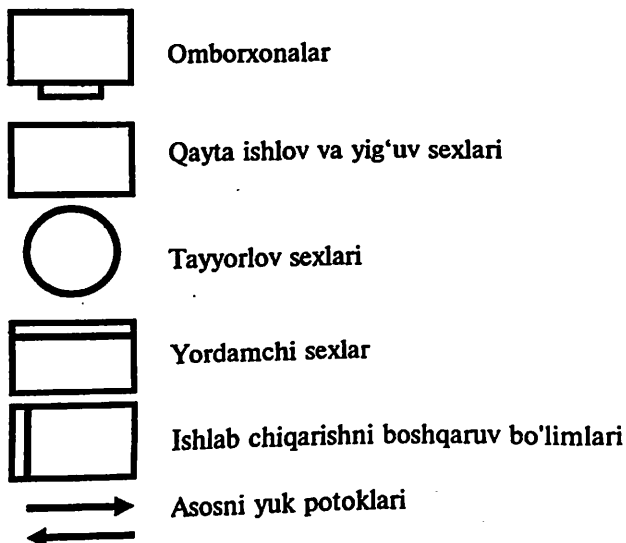 Omborxonalar
Qayta ishlov va yig‘uv sexlari
Tayyorlov sexlari
Yordamchi sexlar
Ishlab chiqarishni boshqaruv bo'limlari
Asosni yuk potoklari